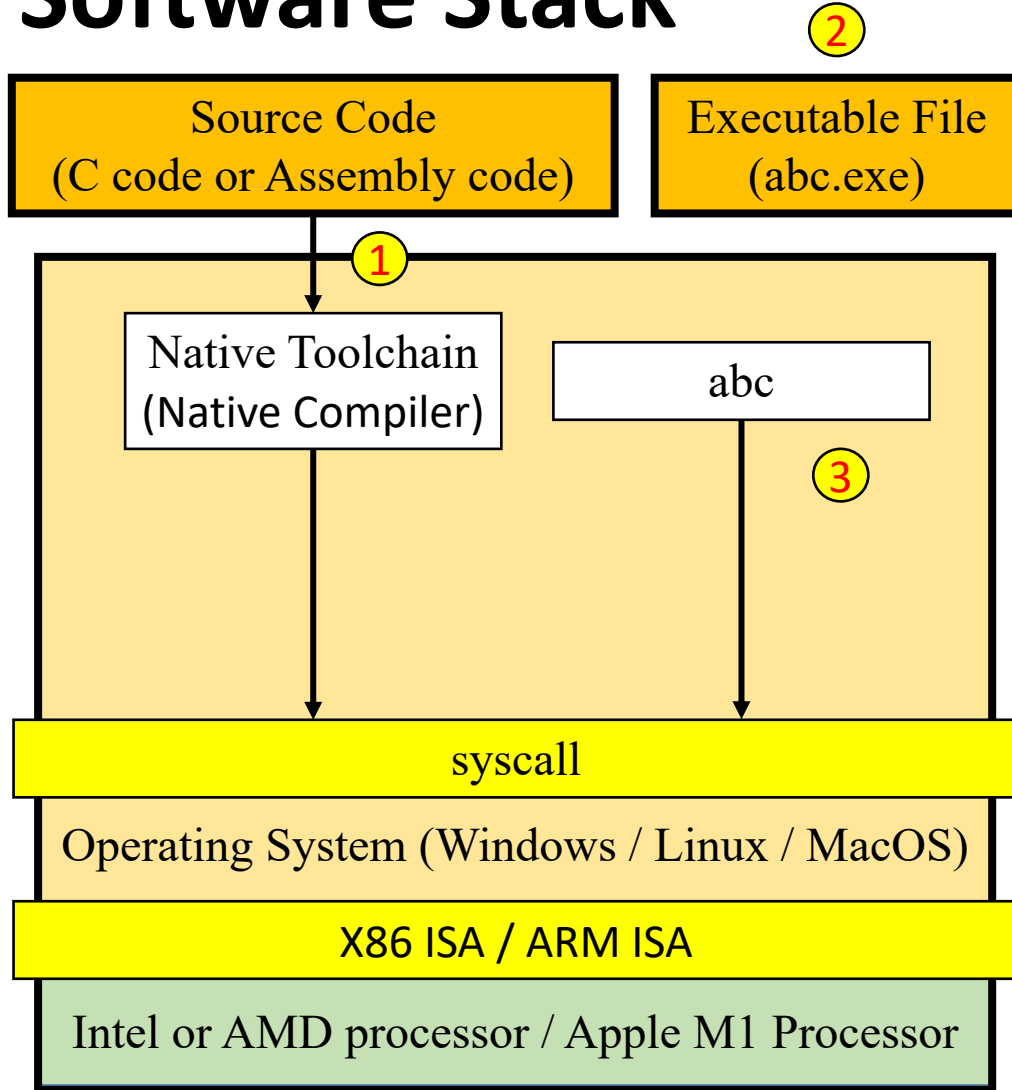 Software Stack
2
Source Code
(C code or Assembly code)
Executable File
(abc.exe)
1
Native Toolchain
(Native Compiler)
abc
3
syscall
Operating System (Windows / Linux / MacOS)
X86 ISA / ARM ISA
Intel or AMD processor / Apple M1 Processor